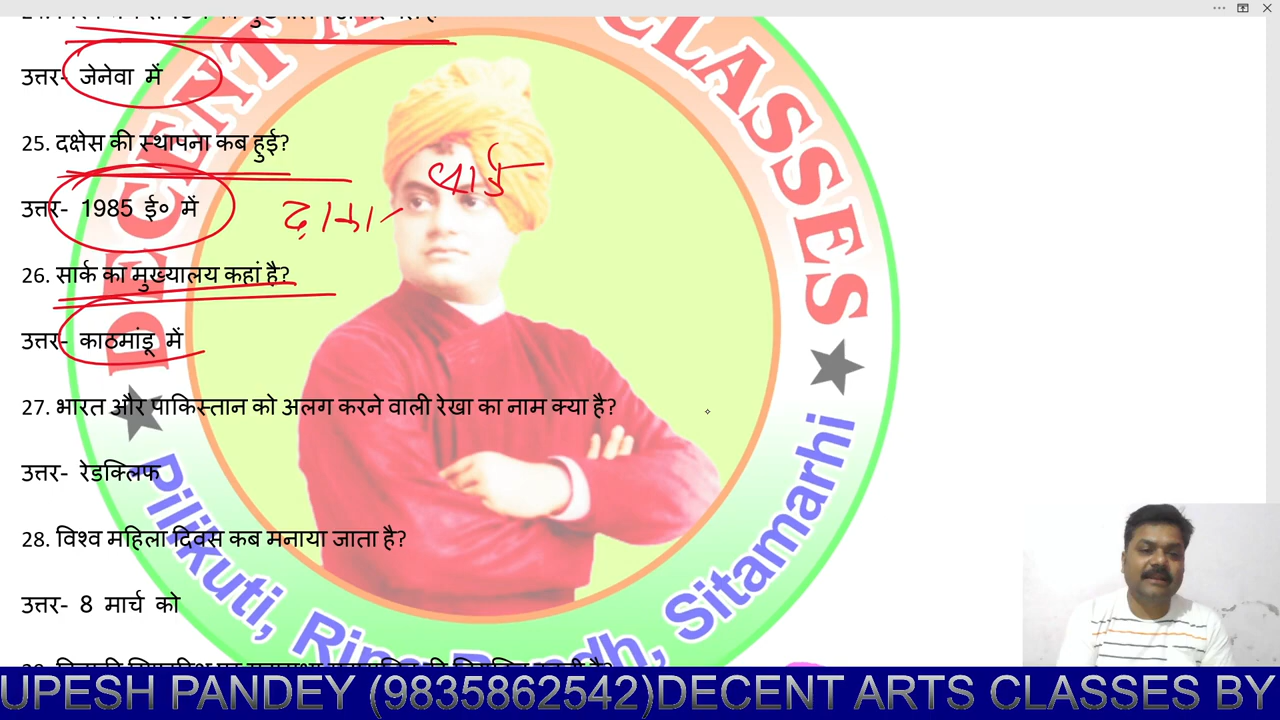 उत्तर- जेनेवा में
25. दक्षेस की स्थापना कब हुई?
उत्तर- 1985 ई० में
ढाका
26. सार्क का मुख्यालय कहां है?
उत्तर- काठमांडू में
27. भारत और पाकिस्तान को अलग करने वाली रेखा का नाम क्या है?
उत्तर- रेडक्लिफ
28. विश्व महिला दिवस कब मनाया जाता है?
उत्तर- 8 मार्च को
DECENT CLASSES
Pilikuti, Sitamarhi
UPESH PANDEY (9835862542)DECENT ARTS CLASSES BY